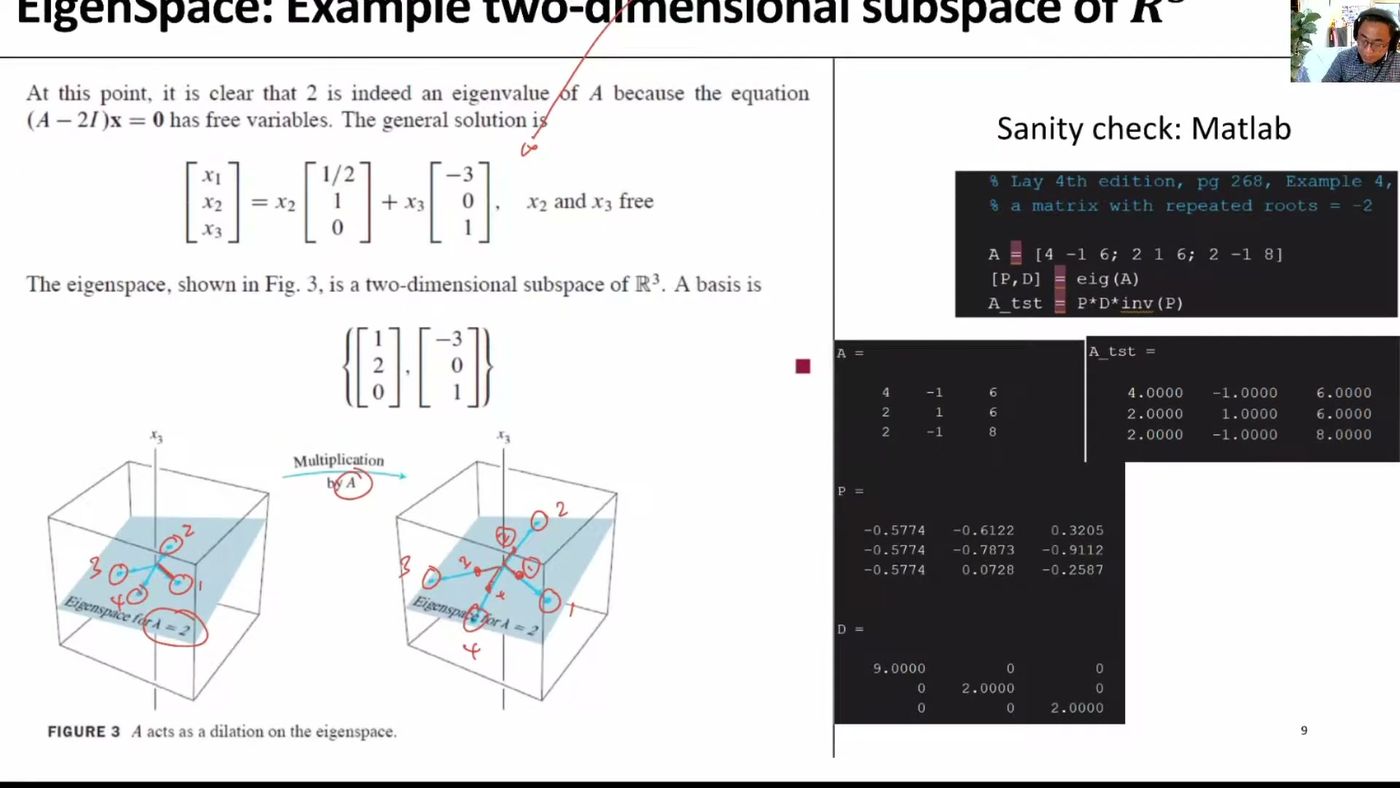 EigenSpace: Example two-dimensional subspace of R³
At this point, it is clear that 2 is indeed an eigenvalue of A because the equation
(A − 2I)x = 0 has free variables. The general solution is
[x1 x2 x3] = x2 [1/2 1 0] + x3 [−3 0 1], x2 and x3 free
The eigenspace, shown in Fig. 3, is a two-dimensional subspace of ℝ³. A basis is
{[1 2 0], [−3 0 1]}
x3
Multiplication
by A
x3
2
3
4
1
Eigenspace for λ = 2
2
3
2
2
1
4
Eigenspace for λ = 2
FIGURE 3 A acts as a dilation on the eigenspace.
Sanity check: Matlab
% Lay 4th edition, pg 268, Example 4,
% a matrix with repeated roots = -2
A = [4 -1 6; 2 1 6; 2 -1 8]
[P,D] = eig(A)
A_tst = P*D*inv(P)
A =
4 -1 6
2 1 6
2 -1 8
A_tst =
4.0000 -1.0000 6.0000
2.0000 1.0000 6.0000
2.0000 -1.0000 8.0000
P =
-0.5774 -0.6122 0.3205
-0.5774 -0.7873 -0.9112
-0.5774 0.0728 -0.2587
D =
9.0000 0 0
0 2.0000 0
0 0 2.0000
9